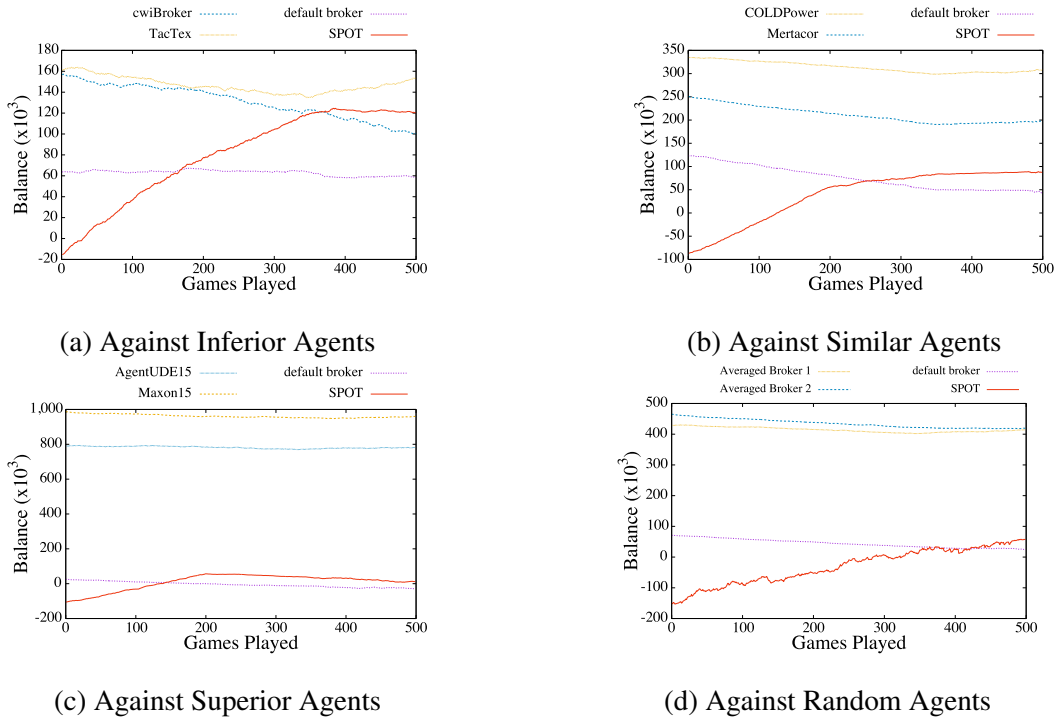 cwiBroker
default broker
TacTex
SPOT
180
160
140
120
100
80
60
40
20
0
-20
Balance (x10³)
0 100 200 300 400 500
Games Played
(a) Against Inferior Agents
COLDPower
default broker
Mertacor
SPOT
350
300
250
200
150
100
50
0
-50
-100
Balance (x10³)
0 100 200 300 400 500
Games Played
(b) Against Similar Agents
AgentUDE15
default broker
Maxon15
SPOT
1,000
800
600
400
200
0
-200
Balance (x10³)
0 100 200 300 400 500
Games Played
(c) Against Superior Agents
Averaged Broker 1
default broker
Averaged Broker 2
SPOT
500
400
400
500
100
0
-100
-200
Balance (x10³)
0 100 200 300 400 500
Games Played
(d) Against Random Agents